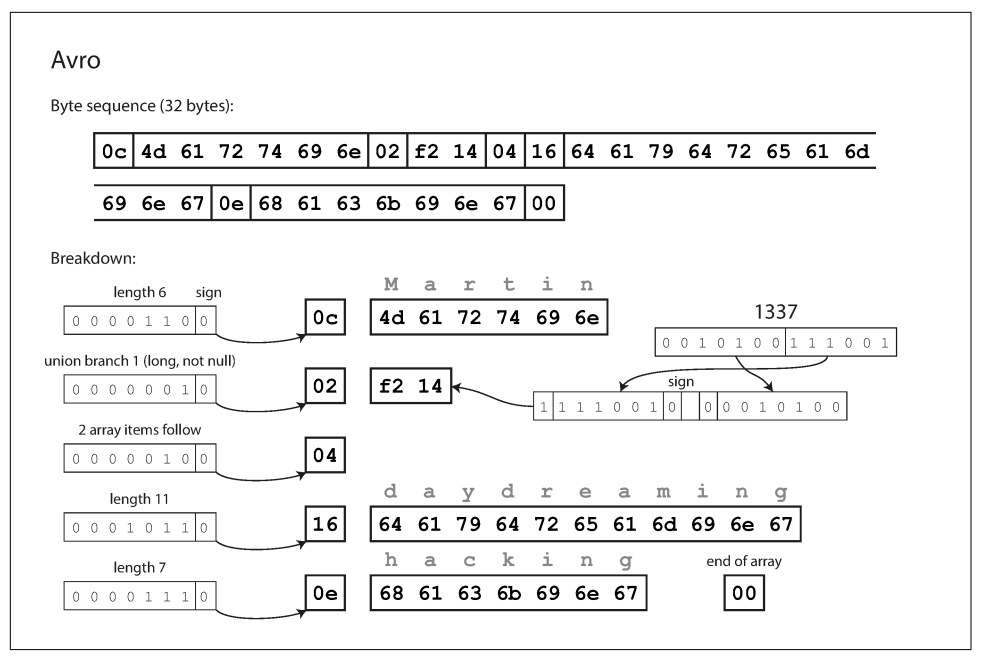 Avro
Byte sequence (32 bytes):
0c 4d 61 72 74 69 6e 02 f2 14 04 16 64 61 79 64 72 65 61 6d
69 6e 67 0e 68 61 63 6b 69 6e 67 00
Breakdown:
length 6 sign
0 0 0 0 1 1 0 0
0c
M a r t i n
4d 61 72 74 69 6e
union branch 1 (long, not null)
0 0 0 0 0 0 1 0
02
f2 14
1337
0 0 1 0 1 0 0 1 1 1 0 0 1
sign
1 1 1 1 0 0 1 0 0 0 0 1 0 1 0 0
2 array items follow
0 0 0 0 0 1 0 0
04
length 11
0 0 0 1 0 1 1 0
16
d a y d r e a m i n g
64 61 79 64 72 65 61 6d 69 6e 67
length 7
0 0 0 0 1 1 1 0
0e
h a c k i n g
68 61 63 6b 69 6e 67
end of array
00